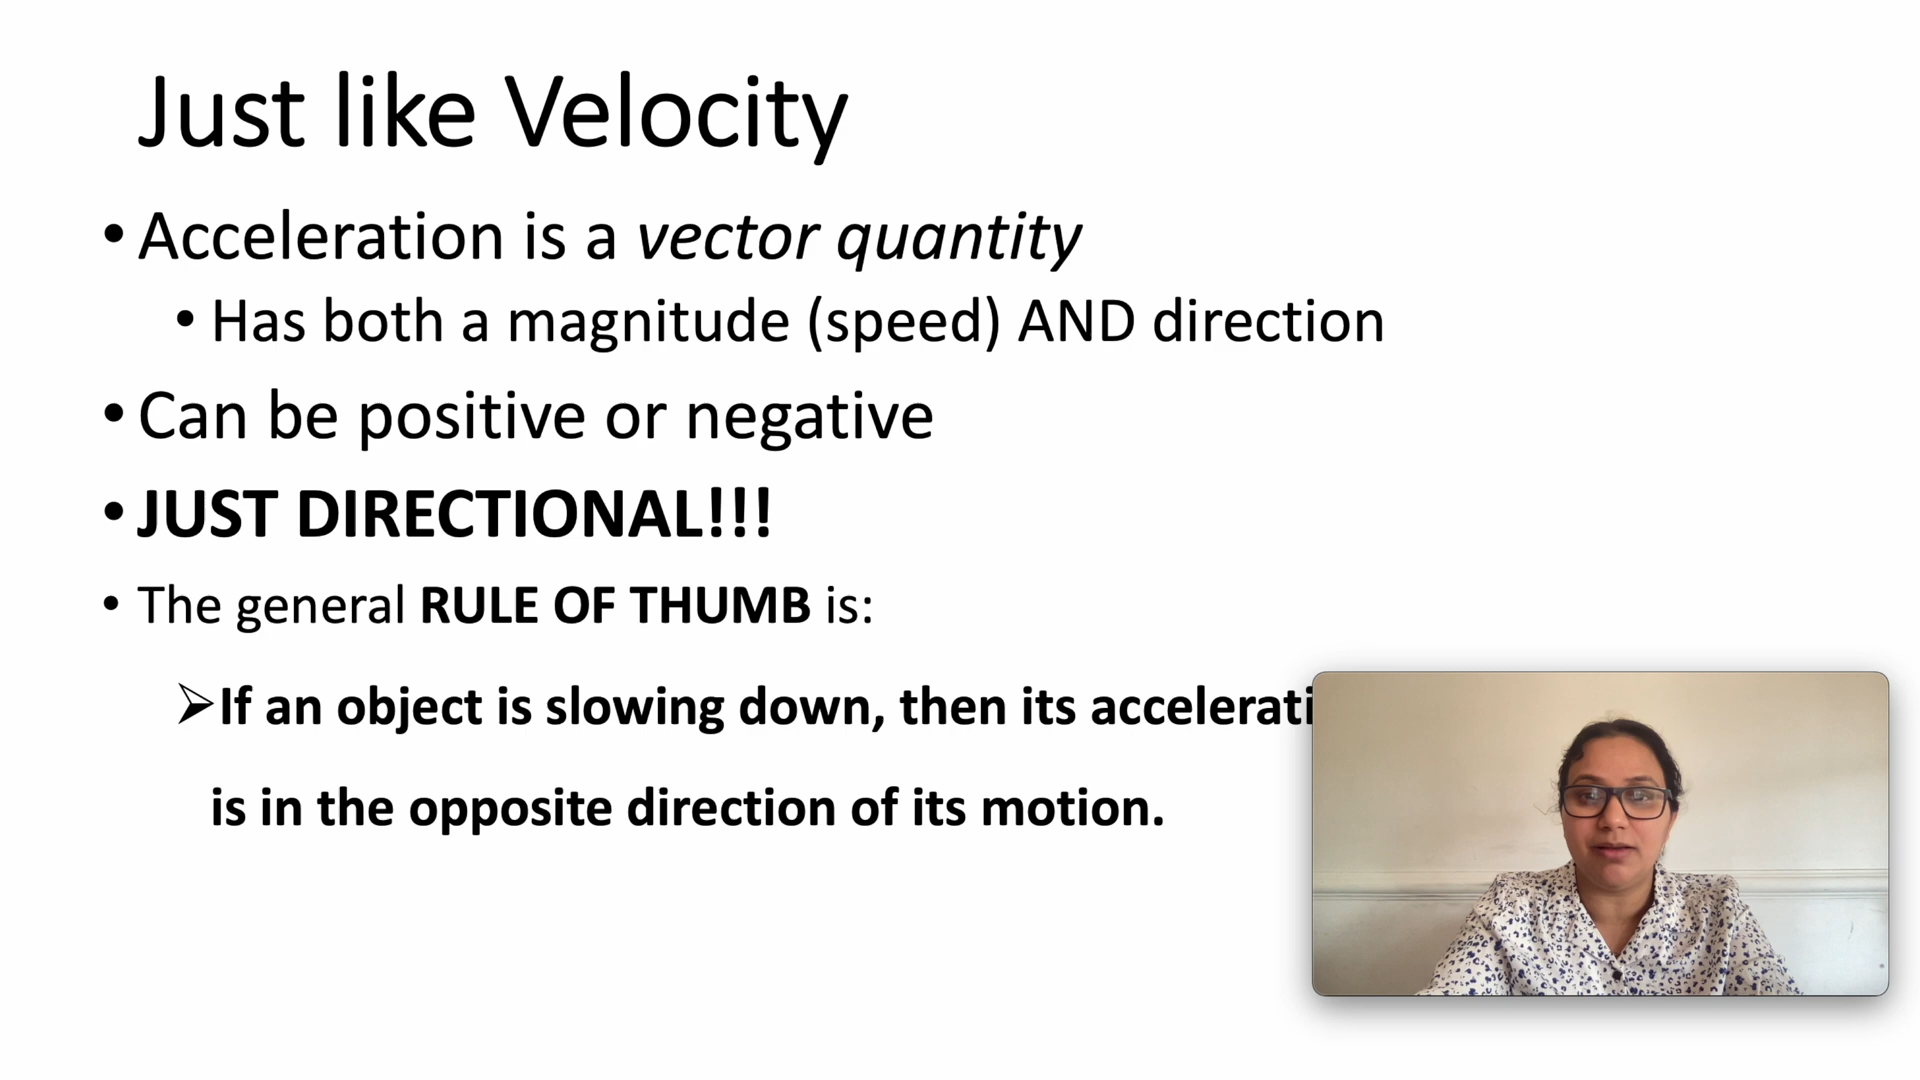 Just like Velocity
• Acceleration is a vector quantity
• Has both a magnitude (speed) AND direction
• Can be positive or negative
• JUST DIRECTIONAL!!!
• The general RULE OF THUMB is:
➢ If an object is slowing down, then its
is in the opposite direction of its motion.